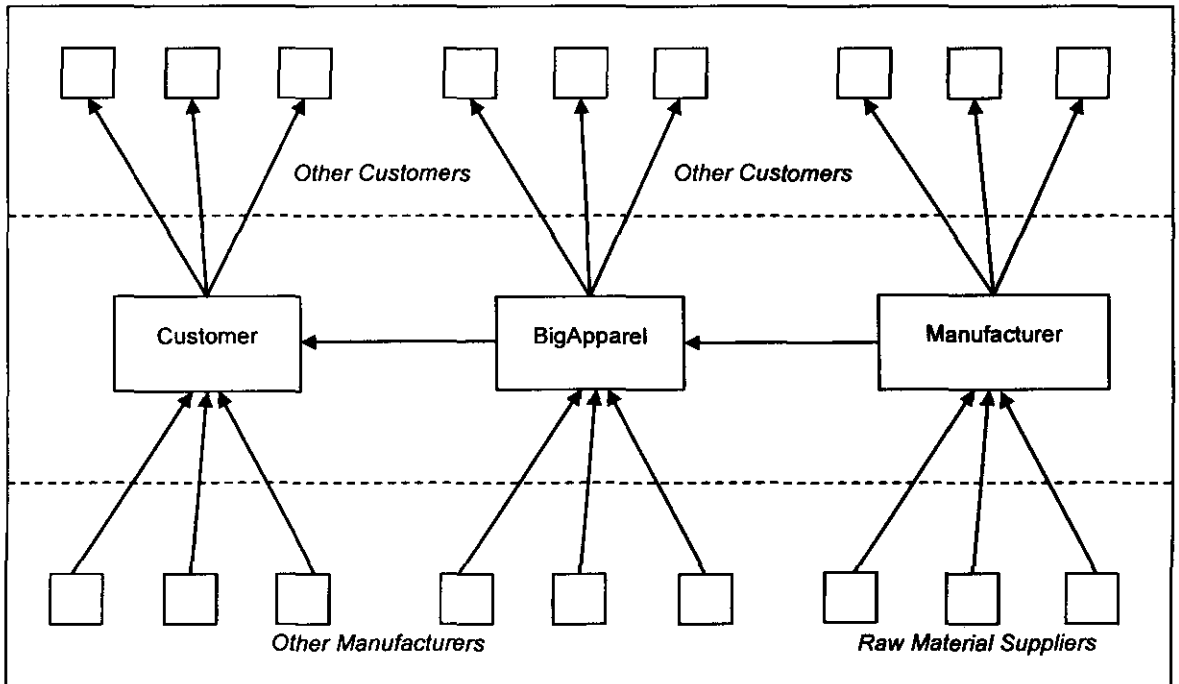 Other Customers
Other Customers
Customer
BigApparel
Manufacturer
Other Manufacturers
Raw Material Suppliers